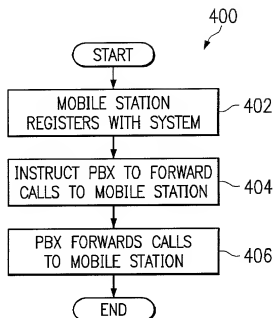 400
START
MOBILE STATION
REGISTERS WITH SYSTEM
402
INSTRUCT PBX TO FORWARD
CALLS TO MOBILE STATION
404
PBX FORWARDS CALLS
TO MOBILE STATION
406
END